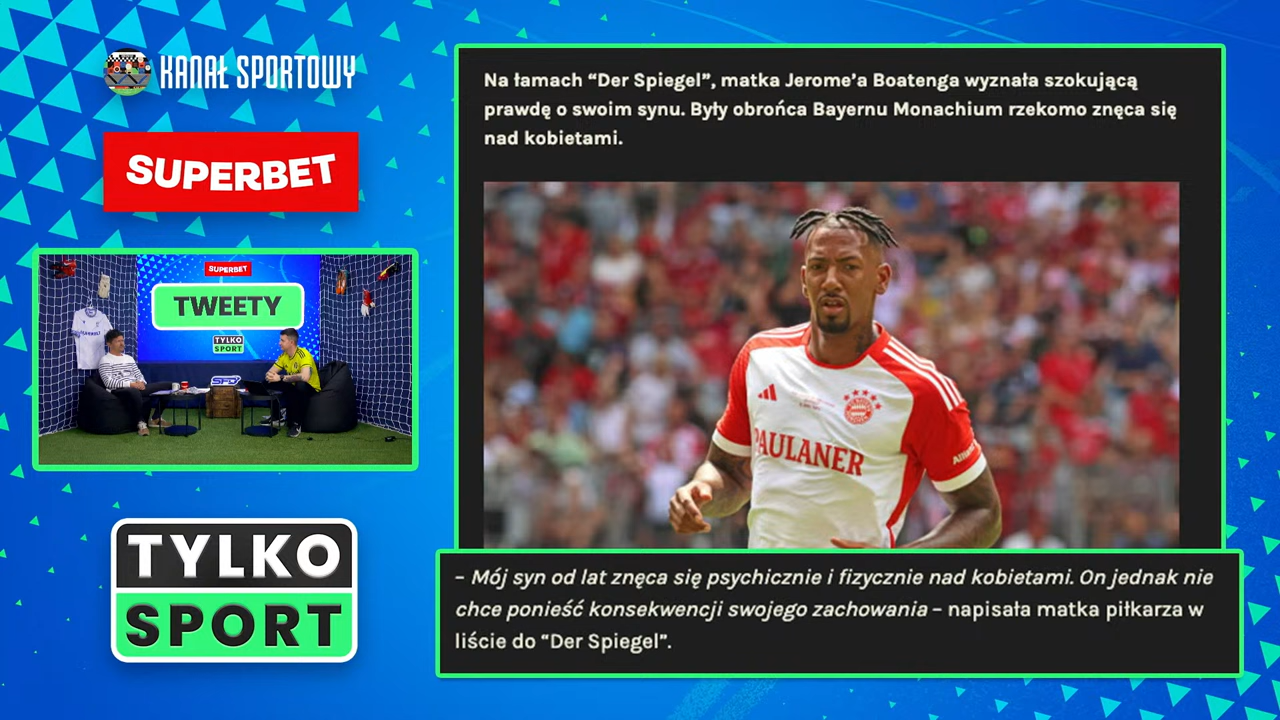 KANAŁ SPORTOWY
SUPERBET
SUPERBET
TWEETY
TYLKO
SPORT
TYLKO
SPORT
Na łamach “Der Spiegel”, matka Jerome’a Boatenga wyznała szokującą
prawdę o swoim synu. Były obrońca Bayernu Monachium rzekomo znęca się
nad kobietami.
PAULANER
– Mój syn od lat znęca się psychicznie i fizycznie nad kobietami. On jednak nie
chce ponieść konsekwencji swojego zachowania – napisała matka piłkarza w
liście do “Der Spiegel”.